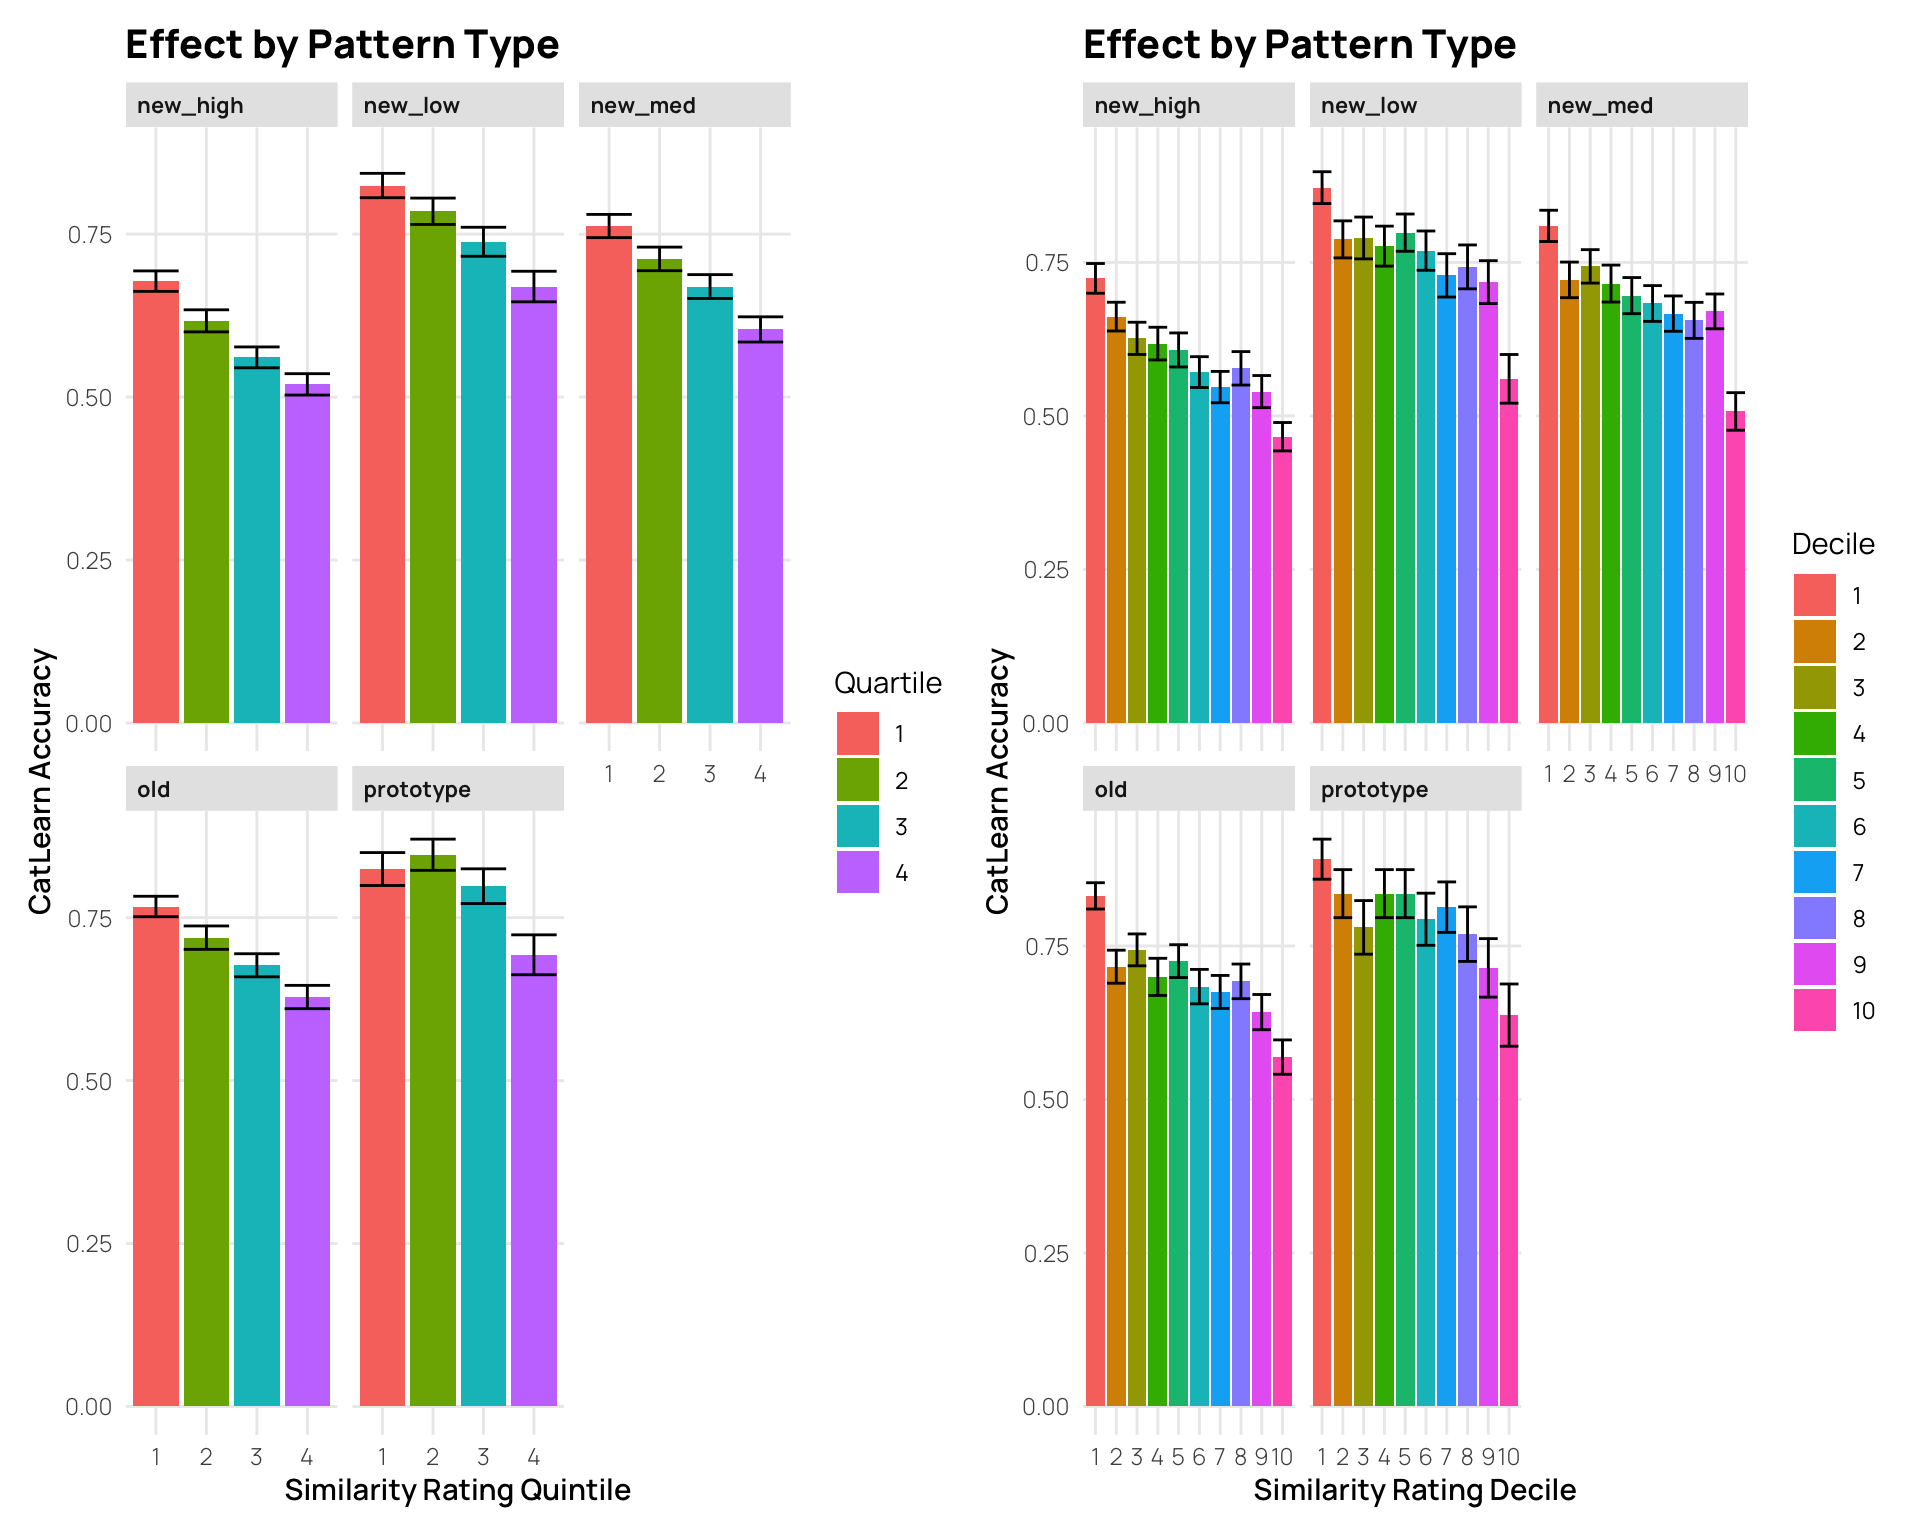 Effect by Pattern Type
new_high new_low new_med
0.75
0.50
0.25
0.00
1 2 3 4
old prototype
0.75
0.50
0.25
0.00
1 2 3 4 1 2 3 4
Similarity Rating Quintile
CatLearn Accuracy
Quartile
1
2
3
4
Effect by Pattern Type
new_high new_low new_med
0.75
0.50
0.25
0.00
1 2 3 4 5 6 7 8 9 10
old prototype
0.75
0.50
0.25
0.00
1 2 3 4 5 6 7 8 9 10 1 2 3 4 5 6 7 8 9 10
Similarity Rating Decile
CatLearn Accuracy
Decile
1
2
3
4
5
6
7
8
9
10